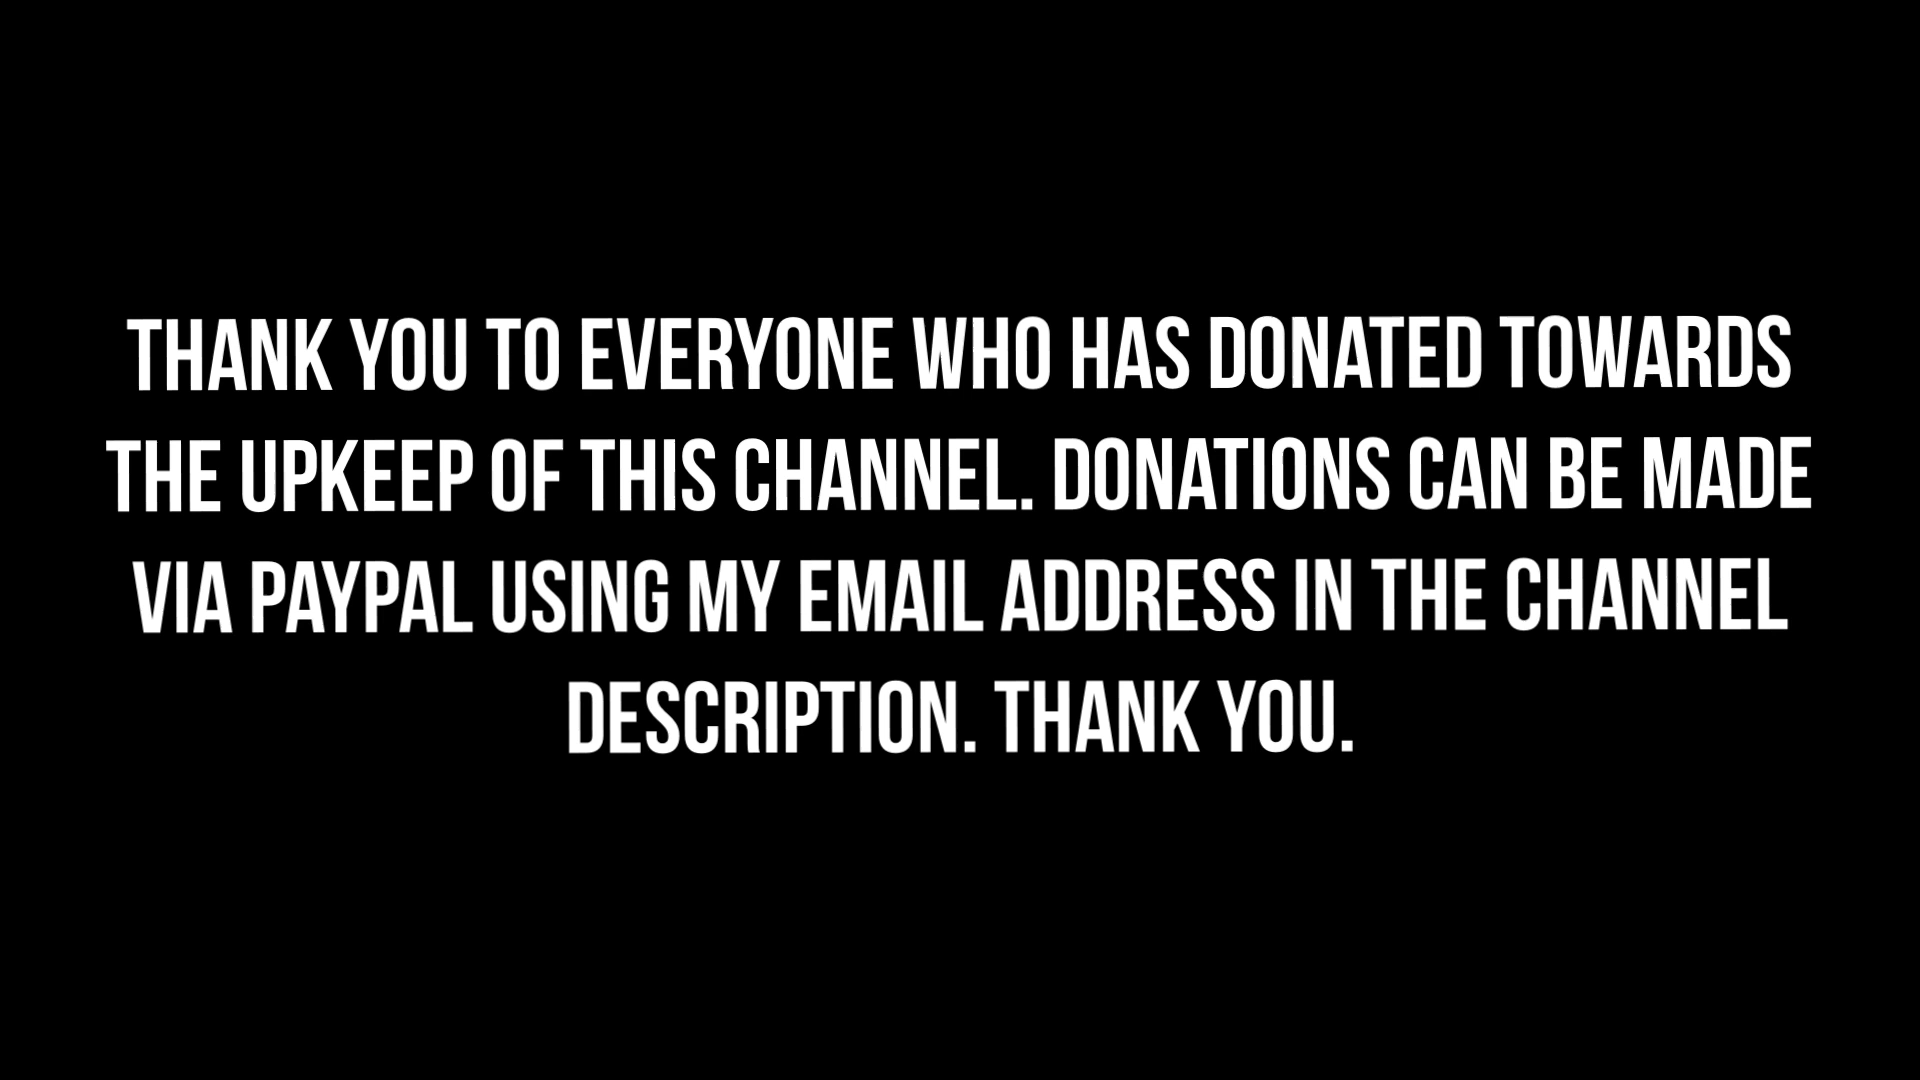 THANK YOU TO EVERYONE WHO HAS DONATED TOWARDS
THE UPKEEP OF THIS CHANNEL. DONATIONS CAN BE MADE
VIA PAYPAL USING MY EMAIL ADDRESS IN THE CHANNEL
DESCRIPTION. THANK YOU.